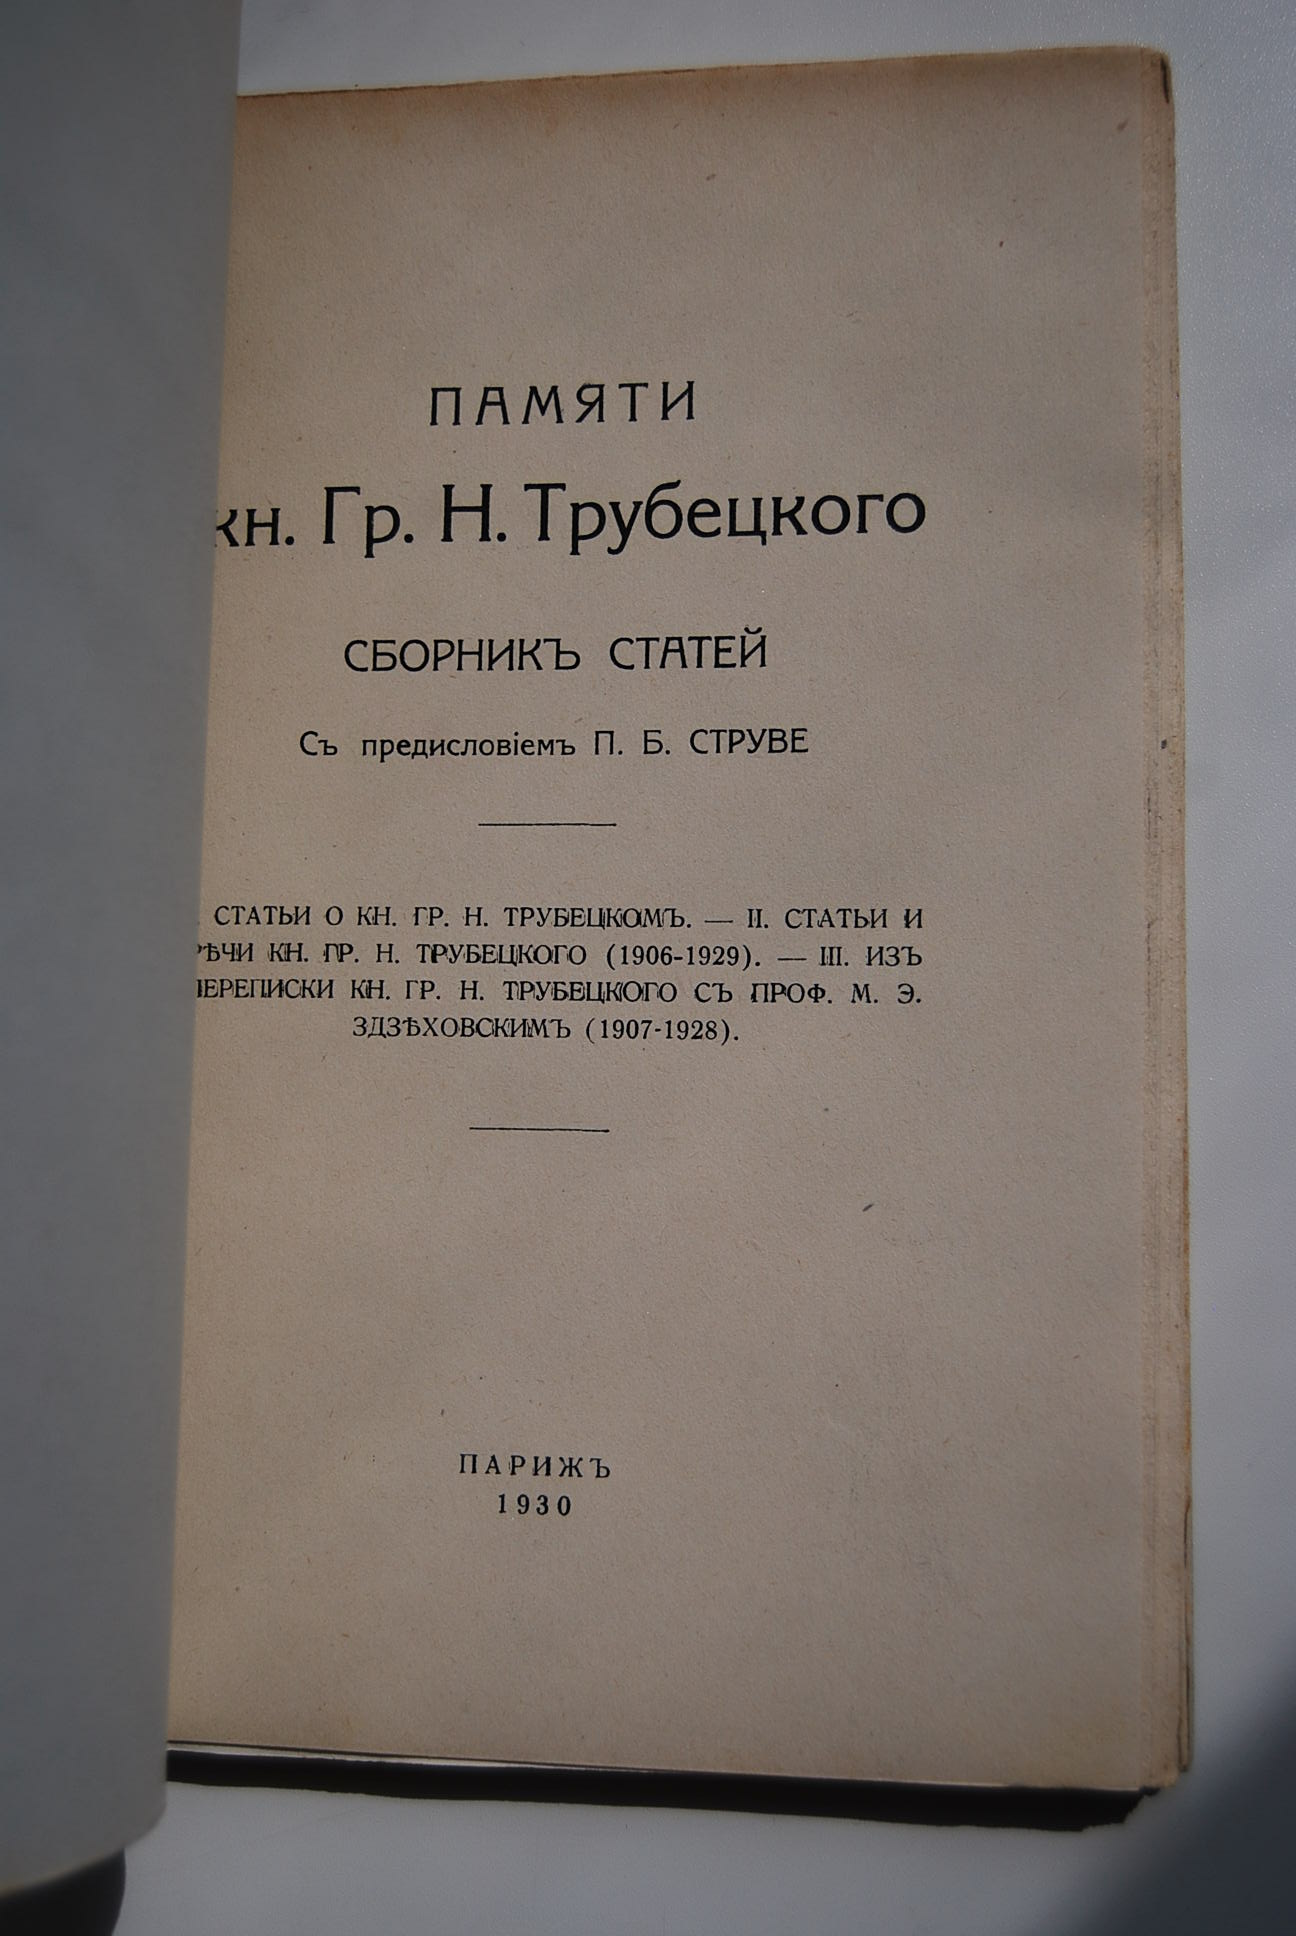 ПАМЯТИ
кн. Гр. Н. Трубецкого
СБОРНИКЪ СТАТЕЙ
Съ предисловіемъ П. Б. СТРУВЕ
СТАТЬИ О КН. ГР. Н. ТРУБЕЦКОМЪ. — II. СТАТЬИ И
РѢЧИ КН. ГР. Н. ТРУБЕЦКОГО (1906-1929). — III. ИЗЪ
ПЕРЕПИСКИ КН. ГР. Н. ТРУБЕЦКОГО СЪ ПРОФ. М. Э.
ЗДЗѢХОВСКИМЪ (1907-1928).
ПАРИЖЪ
1930